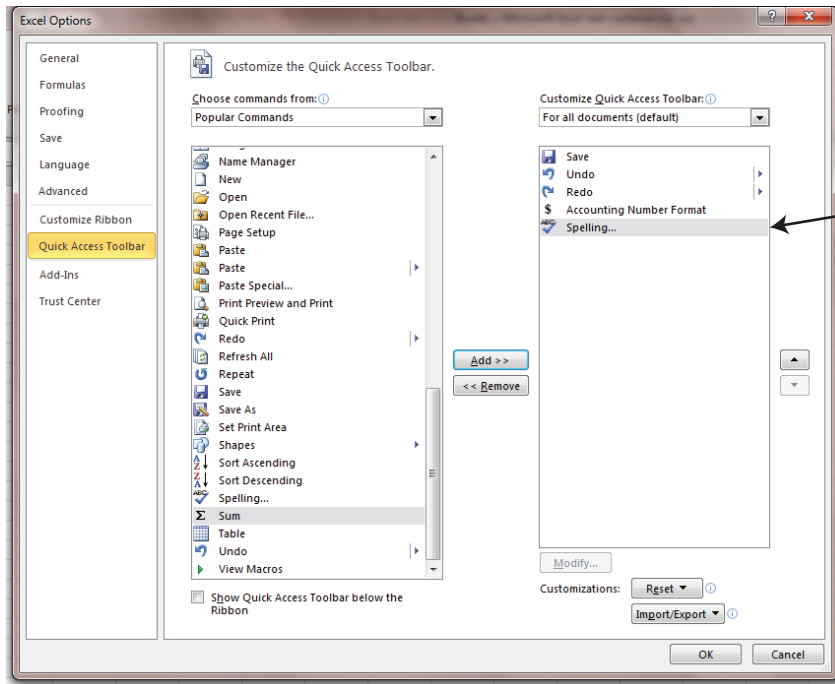 Excel Options
General
Formulas
Proofing
Save
Language
Advanced
Customize Ribbon
Quick Access Toolbar
Add-Ins
Trust Center
Customize the Quick Access Toolbar.
Choose commands from:
Popular Commands
Name Manager
New
Open
Open Recent File...
Page Setup
Paste
Paste
Paste Special...
Print Preview and Print
Quick Print
Redo
Refresh All
Repeat
Save
Save As
Set Print Area
Shapes
Sort Ascending
Sort Descending
Spelling...
Sum
Table
Undo
View Macros
Show Quick Access Toolbar below the
Ribbon
Add >>
<< Remove
Customize Quick Access Toolbar:
For all documents (default)
Save
Undo
Redo
$ Accounting Number Format
Spelling...
Modify...
Customizations: Reset
Import/Export
OK Cancel